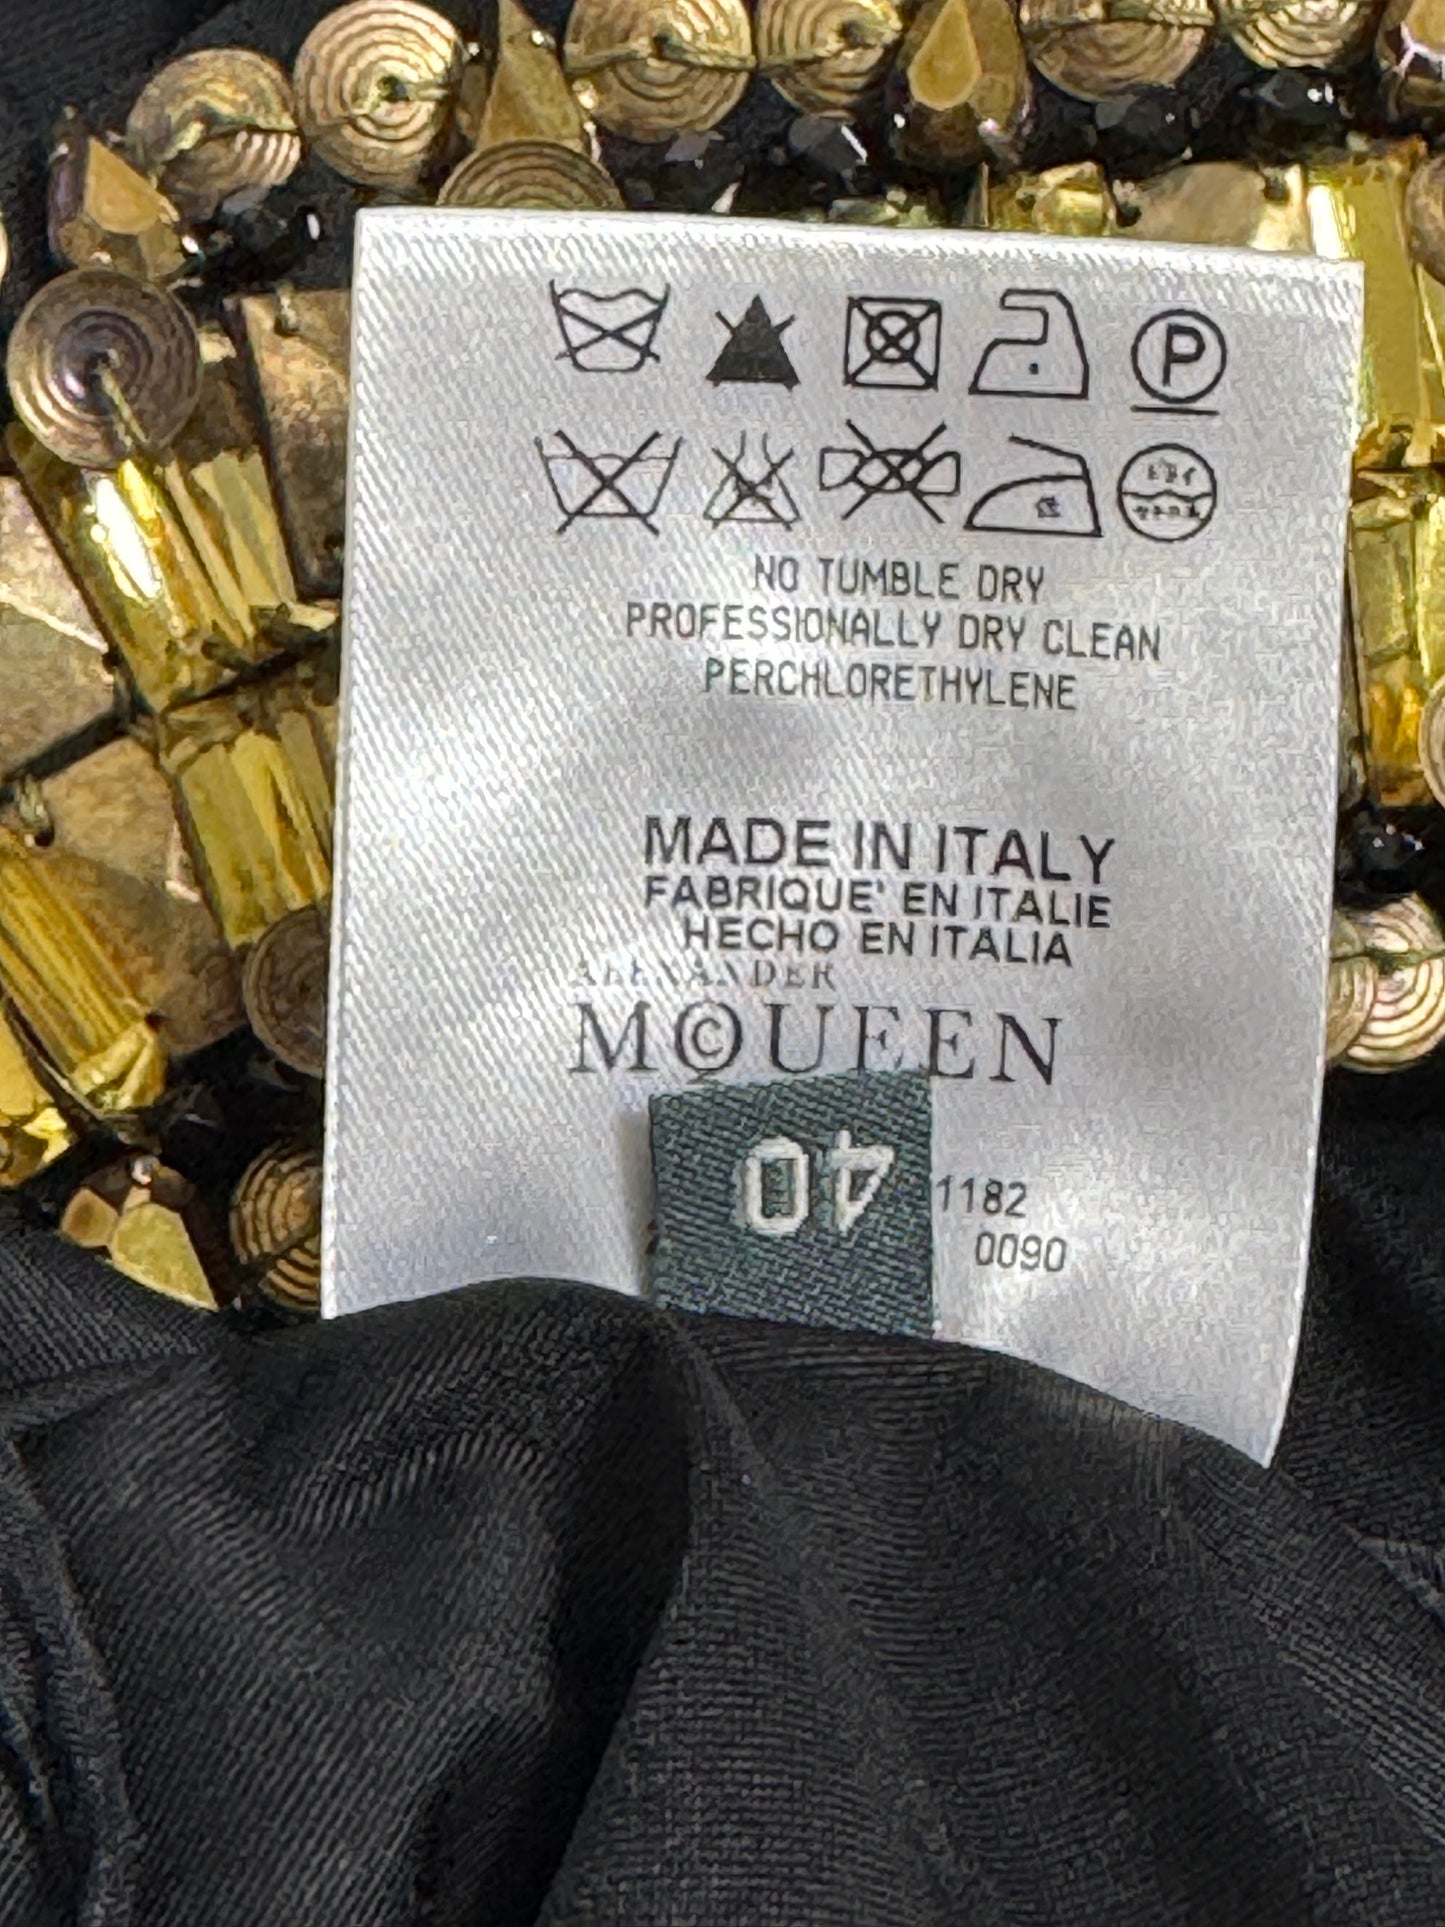 P
NO TUMBLE DRY
PROFESSIONALLY DRY CLEAN
PERCHLORETHYLENE
MADE IN ITALY
FABRIQUE' EN ITALIE
HECHO EN ITALIA
ALEXANDER
MCQUEEN
40
1182
0090